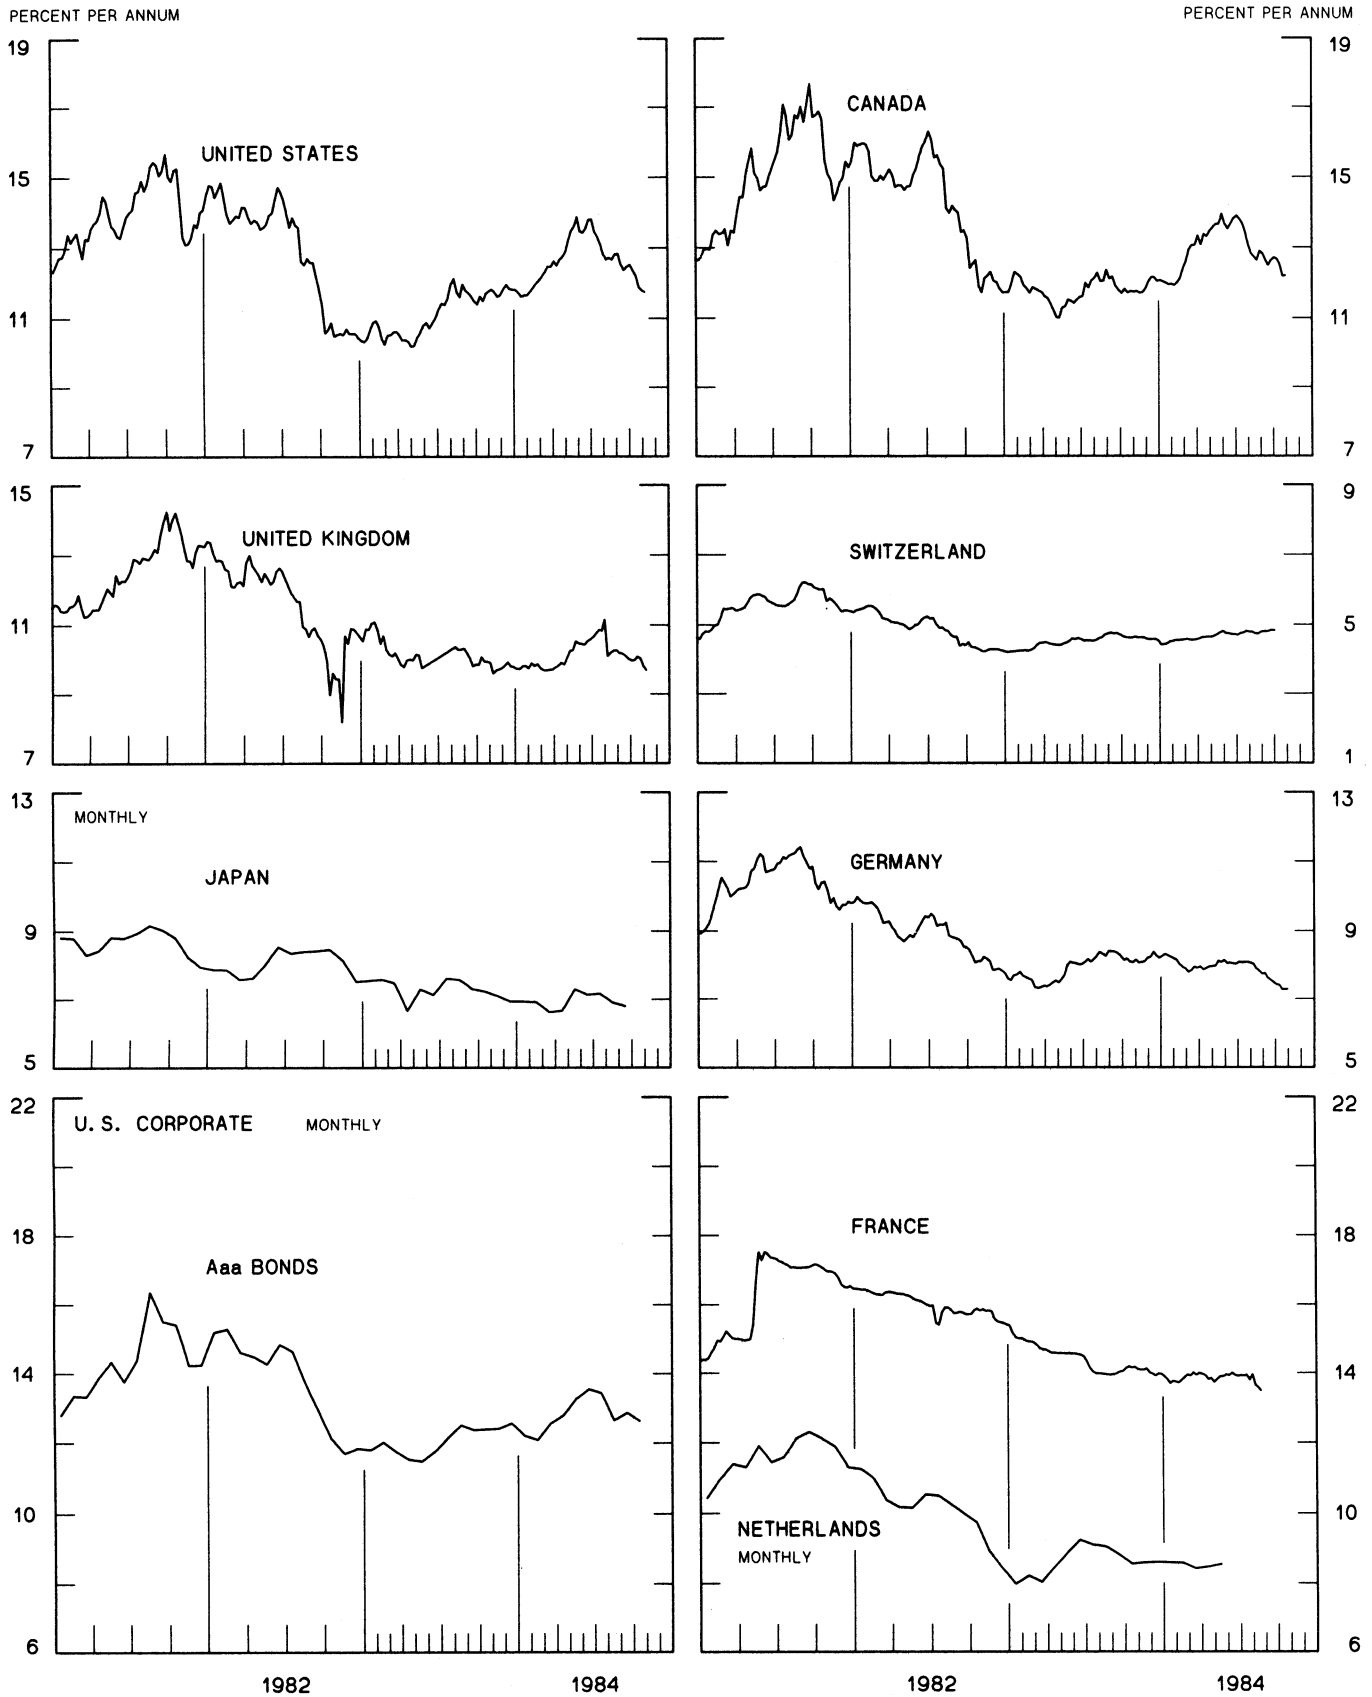 PERCENT PER ANNUM
PERCENT PER ANNUM
19
15
11
7
UNITED STATES
CANADA
19
15
11
7
15
11
7
UNITED KINGDOM
SWITZERLAND
9
5
1
13
9
5
MONTHLY
JAPAN
GERMANY
13
9
5
22
18
14
10
6
U.S. CORPORATE MONTHLY
Aaa BONDS
1982
1984
FRANCE
NETHERLANDS
MONTHLY
22
18
14
10
6
1982
1984